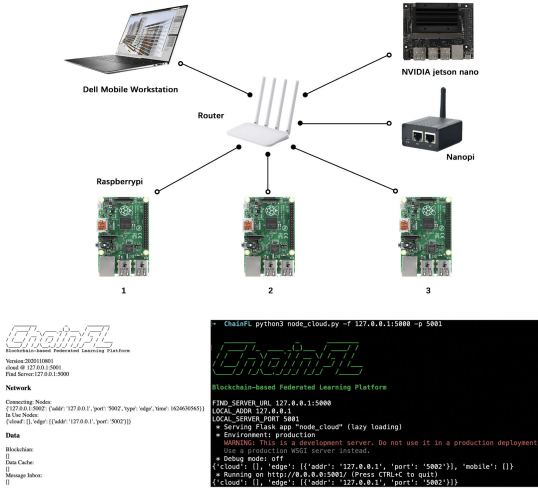 NVIDIA jetson nano
Dell Mobile Workstation
Router
Nanopi
Raspberrypi
1
2
3
ChainFL
Blockchain-based Federated Learning Platform
Version:2020110801
cloud @ 127.0.0.1:5001
Find Server:127.0.0.1:5000
Network
Connecting: Nodes:
{'127.0.0.1:5002': {'addr': '127.0.0.1', 'port': '5002', 'type': 'edge', 'time': 1624630565}}
In Use Nodes:
{'cloud': [], 'edge': [{'addr': '127.0.0.1', 'port': '5002'}]}
Data
Blockchian:
[]
Data Cache:
[]
Message Inbox:
[]
→ ChainFL python3 node_cloud.py -f 127.0.0.1:5000 -p 5001
ChainFL
Blockchain-based Federated Learning Platform
FIND_SERVER_URL 127.0.0.1:5000
LOCAL_ADDR 127.0.0.1
LOCAL_SERVER_PORT 5001
* Serving Flask app "node_cloud" (lazy loading)
* Environment: production
WARNING: This is a development server. Do not use it in a production deployment
Use a production WSGI server instead.
* Debug mode: off
{'cloud': [], 'edge': [{'addr': '127.0.0.1', 'port': '5002'}], 'mobile': []}
* Running on http://0.0.0.0:5001/ (Press CTRL+C to quit)
{'cloud': [], 'edge': [{'addr': '127.0.0.1', 'port': '5002'}]}